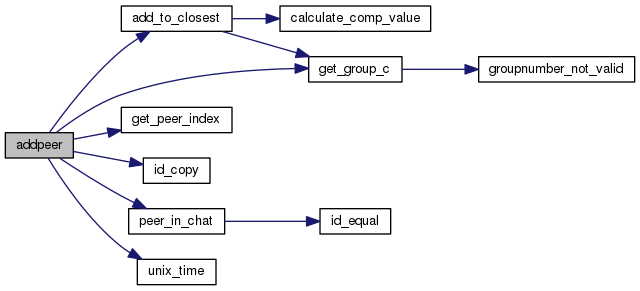 add_to_closest
calculate_comp_value
get_group_c
groupnumber_not_valid
get_peer_index
addpeer
id_copy
peer_in_chat
id_equal
unix_time